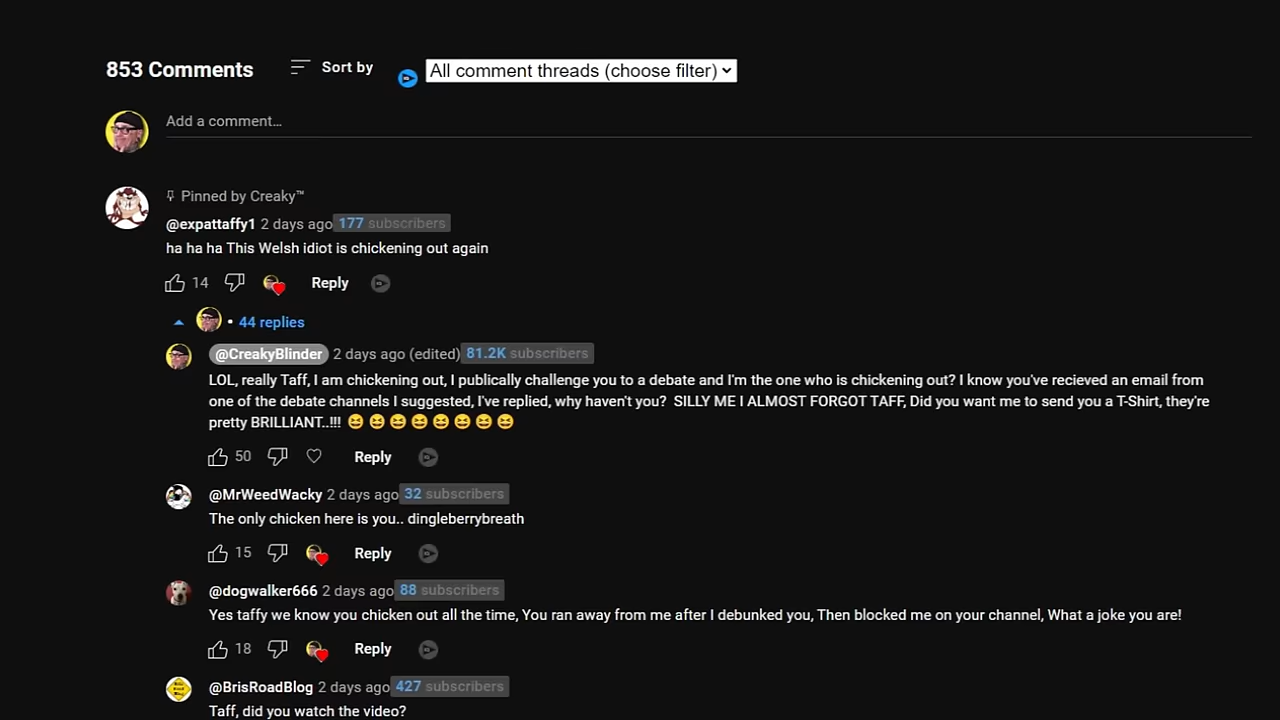 853 Comments Sort by All comment threads (choose filter)
Add a comment…
Pinned by Creaky™
@expattaffy1 2 days ago 177 subscribers
ha ha ha This Welsh idiot is chickening out again
14 Reply
• 44 replies
@CreakyBlinder 2 days ago (edited) 81.2K subscribers
LOL, really Taff, I am chickening out, I publically challenge you to a debate and I'm the one who is chickening out? I know you've recieved an email from
one of the debate channels I suggested, I've replied, why haven't you?  SILLY ME I ALMOST FORGOT TAFF, Did you want me to send you a T-Shirt, they're
pretty BRILLIANT..!!! 😆😆😆😆😆😆😆😆
50 Reply
@MrWeedWacky 2 days ago 32 subscribers
The only chicken here is you.. dingleberrybreath
15 Reply
@dogwalker666 2 days ago 88 subscribers
Yes taffy we know you chicken out all the time, You ran away from me after I debunked you, Then blocked me on your channel, What a joke you are!
18 Reply
@BrisRoadBlog 2 days ago 427 subscribers
Taff, did you watch the video?